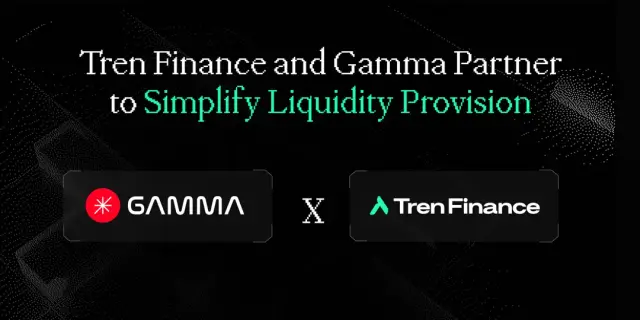 Tren Finance and Gamma Partner
to Simplify Liquidity Provision
GAMMA
X
Tren Finance